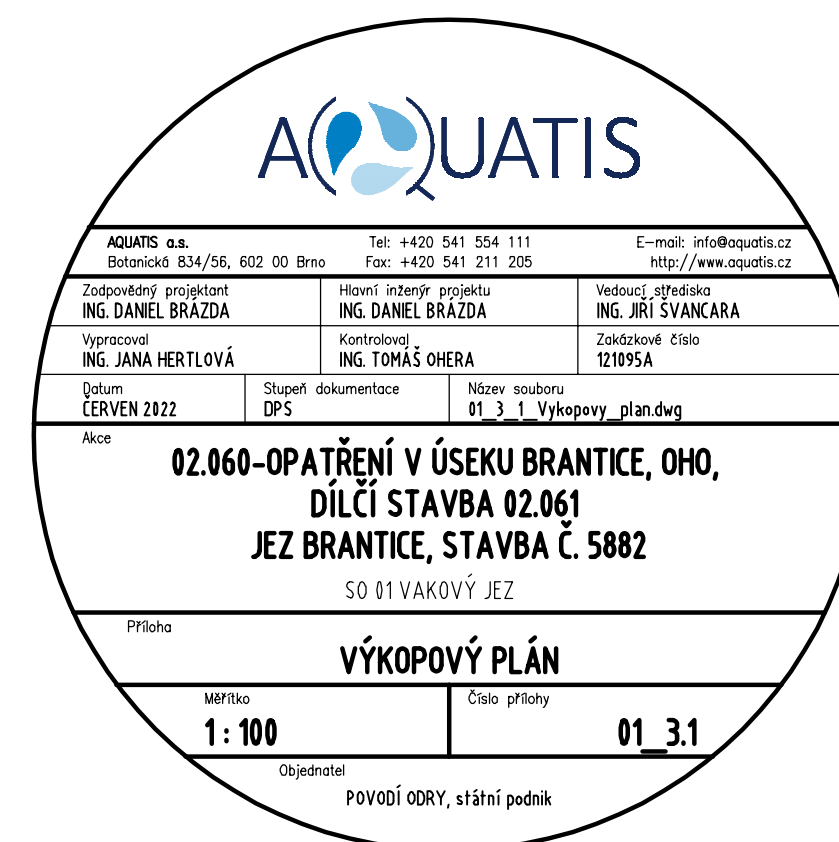 AQUATIS
AQUATIS a.s. Tel: +420 541 554 111 E-mail: info@aquatis.cz
Botanická 834/56, 602 00 Brno Fax: +420 541 211 205 http://www.aquatis.cz
Zodpovědný projektant Hlavní inženýr projektu Vedoucí střediska
ING. DANIEL BRÁZDA ING. DANIEL BRÁZDA ING. JIŘÍ ŠVANCARA
Vypracoval Kontroloval Zakázkové číslo
ING. JANA HERTLOVÁ ING. TOMÁŠ OHERA 121095A
Datum Stupeň dokumentace Název souboru
ČERVEN 2022 DPS 01_3_1_Vykopovy_plan.dwg
Akce
02.060-OPATŘENÍ V ÚSEKU BRANTICE, OHO,
DÍLČÍ STAVBA 02.061
JEZ BRANTICE, STAVBA Č. 5882
SO 01 VAKOVÝ JEZ
Příloha
VÝKOPOVÝ PLÁN
Měřítko Číslo přílohy
1 : 100 01_3.1
Objednatel
POVODÍ ODRY, státní podnik